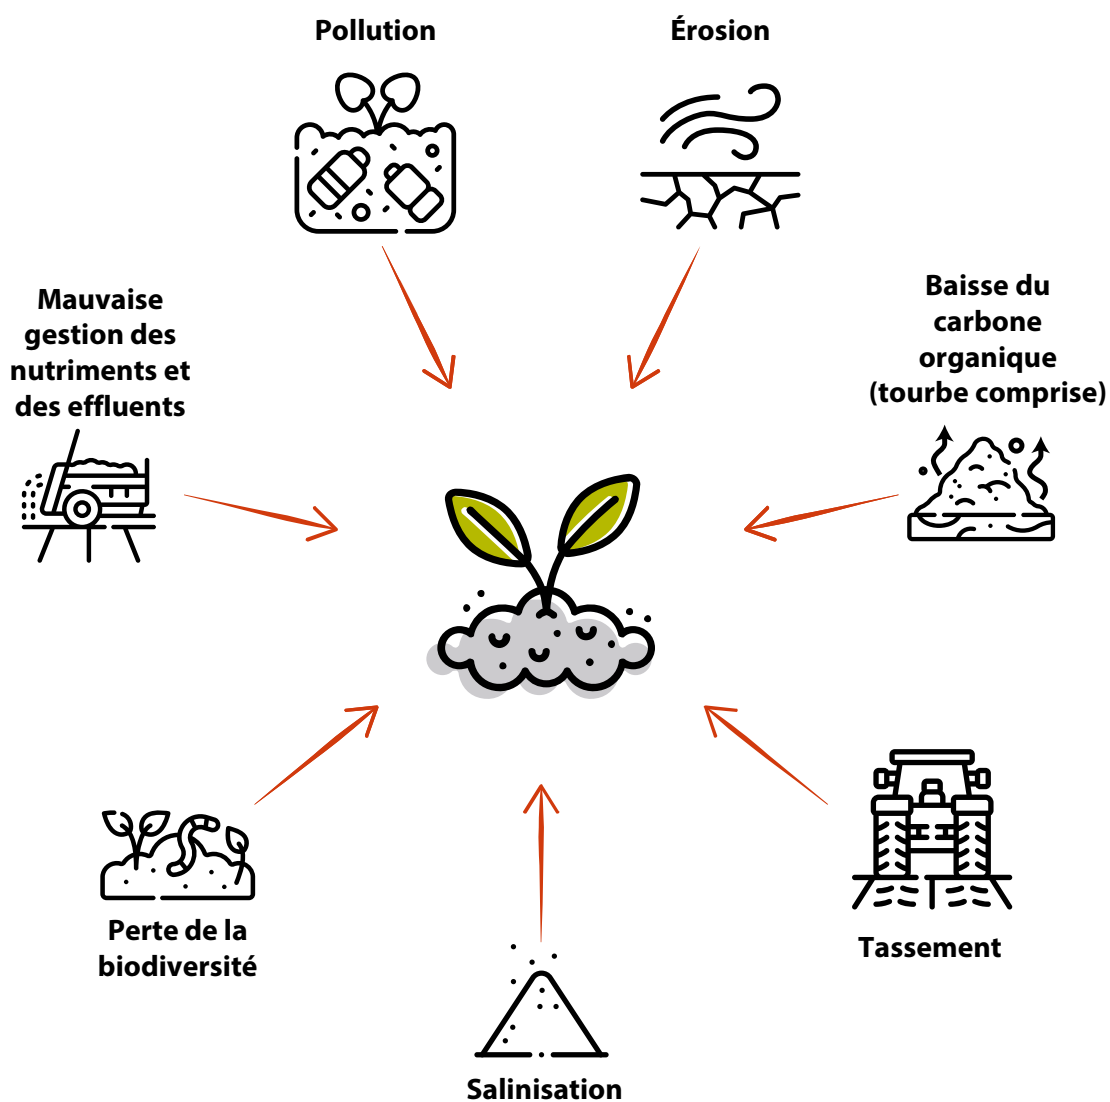 Pollution
Érosion
Mauvaise
gestion des
nutriments et
des effluents
Baisse du
carbone
organique
(tourbe comprise)
Perte de la
biodiversité
Tassement
Salinisation